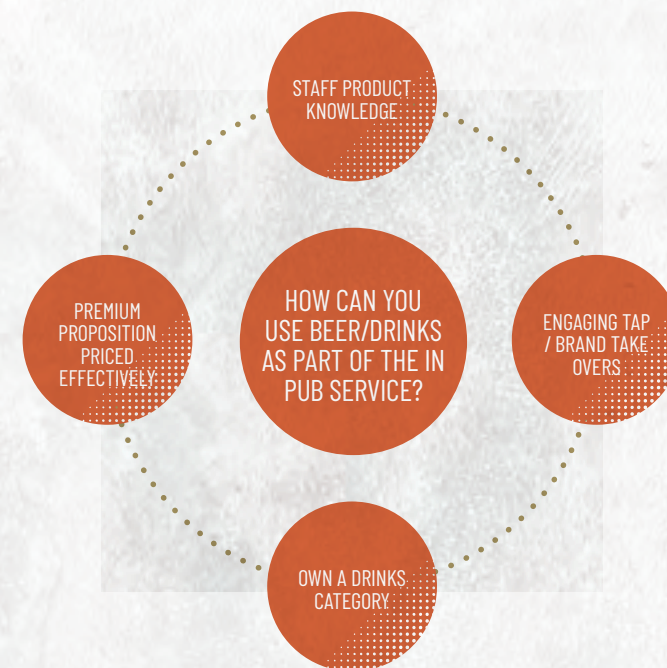 STAFF PRODUCT
KNOWLEDGE
PREMIUM
PROPOSITION
PRICED
EFFECTIVELY
HOW CAN YOU
USE BEER/DRINKS
AS PART OF THE IN
PUB SERVICE?
ENGAGING TAP
/ BRAND TAKE
OVERS
OWN A DRINKS
CATEGORY